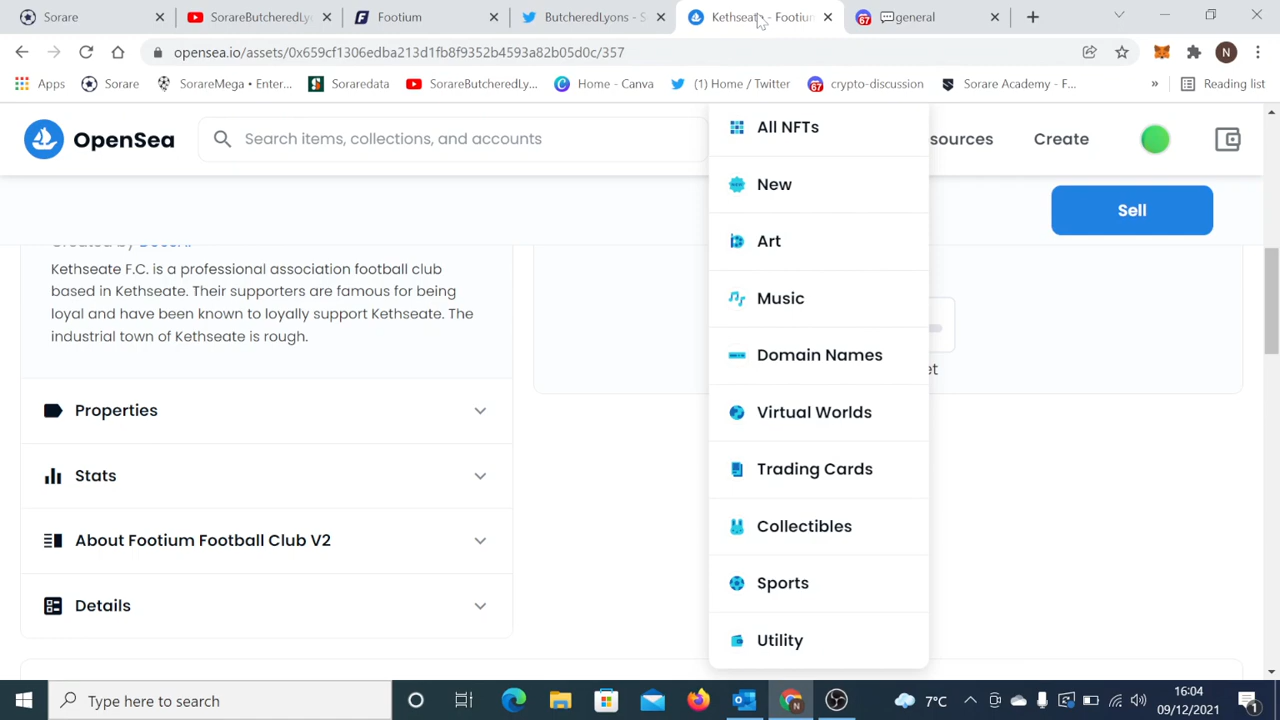 Sorare
SorareButcheredLyons -
Footium
ButcheredLyons - S
Kethseate - Footium
general
opensea.io/assets/0x659cf1306edba213d1fb8f9352b4593a82b05d0c/357
N
Apps
Sorare
SorareMega • Enter...
Soraredata
SorareButcheredLy...
Home - Canva
(1) Home / Twitter
67
crypto-discussion
Sorare Academy - F...
»
Reading list
OpenSea
Search items, collections, and accounts
sources
Create
Sell
Kethseate F.C. is a professional association football club
based in Kethseate. Their supporters are famous for being
loyal and have been known to loyally support Kethseate. The
industrial town of Kethseate is rough.
Properties
Stats
About Footium Football Club V2
Details
All NFTs
New
Art
Music
Domain Names
Virtual Worlds
Trading Cards
Collectibles
Sports
Utility
et
Type here to search
7°C
16:04
09/12/2021
1